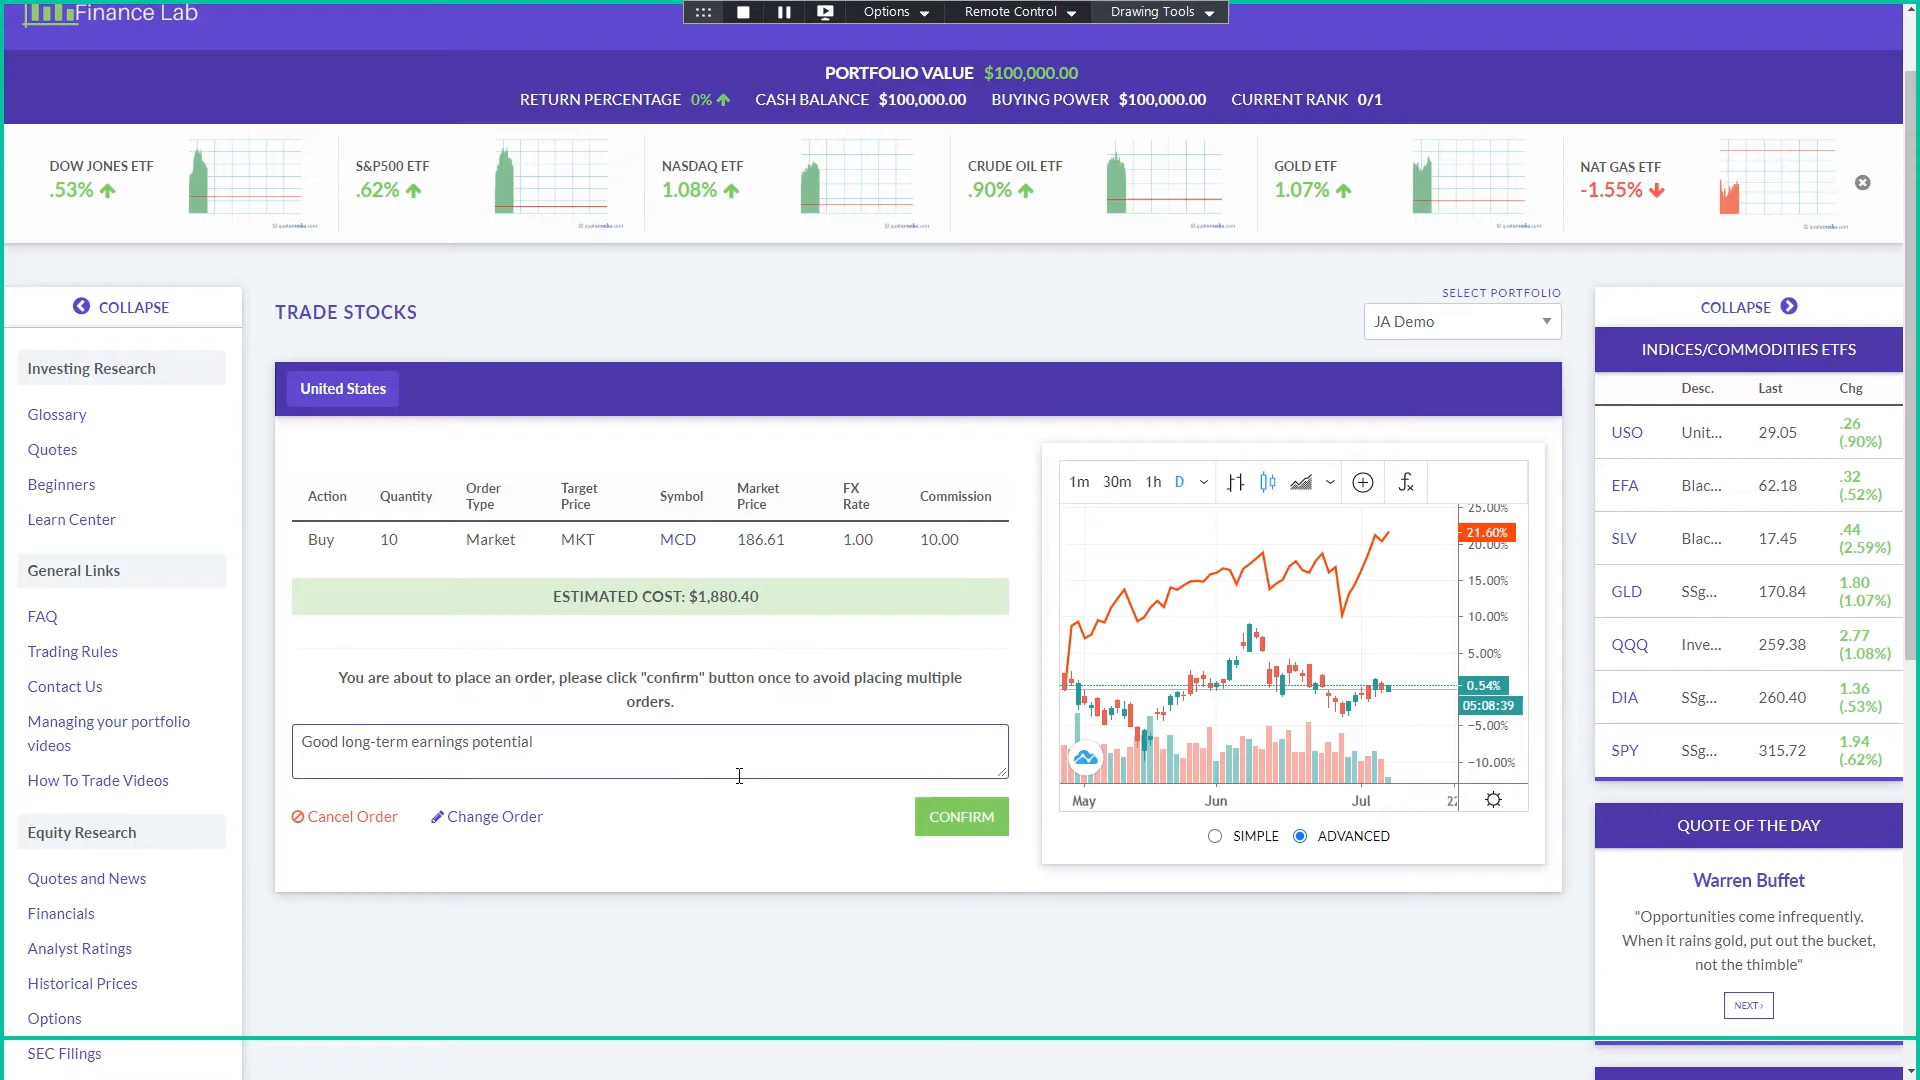 Finance Lab
Options
Remote Control
Drawing Tools
PORTFOLIO VALUE $100,000.00
RETURN PERCENTAGE 0% CASH BALANCE $100,000.00 BUYING POWER $100,000.00 CURRENT RANK 0/1
DOW JONES ETF
.53%
S&P500 ETF
.62%
NASDAQ ETF
1.08%
CRUDE OIL ETF
.90%
GOLD ETF
1.07%
NAT GAS ETF
-1.55%
© quotemedia.com
© quotemedia.com
© quotemedia.com
© quotemedia.com
© quotemedia.com
© quotemedia.com
COLLAPSE
Investing Research
Glossary
Quotes
Beginners
Learn Center
General Links
FAQ
Trading Rules
Contact Us
Managing your portfolio
videos
How To Trade Videos
Equity Research
Quotes and News
Financials
Analyst Ratings
Historical Prices
Options
SEC Filings
TRADE STOCKS
SELECT PORTFOLIO
JA Demo
United States
Action Quantity Order Type Target Price Symbol Market Price FX Rate Commission
Buy 10 Market MKT MCD 186.61 1.00 10.00
ESTIMATED COST: $1,880.40
You are about to place an order, please click "confirm" button once to avoid placing multiple
orders.
Good long-term earnings potential
Cancel Order
Change Order
CONFIRM
1m 30m 1h D
25.00%
21.60%
20.00%
15.00%
10.00%
5.00%
0.54%
05:08:39
−5.00%
−10.00%
May Jun Jul
SIMPLE ADVANCED
COLLAPSE
INDICES/COMMODITIES ETFS
Desc. Last Chg
USO Unit... 29.05 .26 (.90%)
EFA Blac... 62.18 .32 (.52%)
SLV Blac... 17.45 .44 (2.59%)
GLD SSg... 170.84 1.80 (1.07%)
QQQ Inve... 259.38 2.77 (1.08%)
DIA SSg... 260.40 1.36 (.53%)
SPY SSg... 315.72 1.94 (.62%)
QUOTE OF THE DAY
Warren Buffet
"Opportunities come infrequently.
When it rains gold, put out the bucket,
not the thimble"
NEXT ›